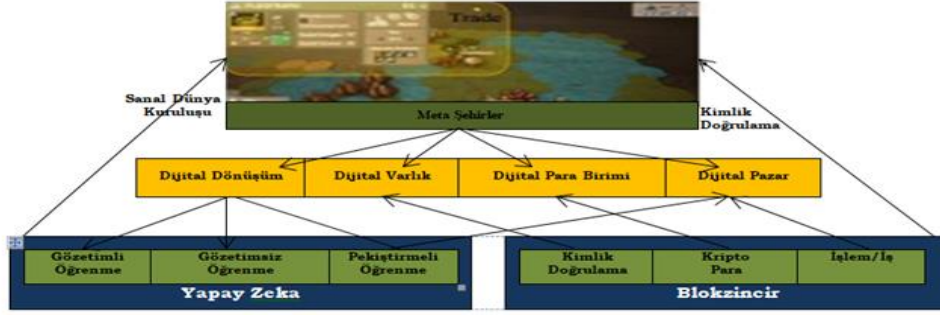 Trade
Sanal Dünya
Kuruluşu
Meta Şehirler
Kimlik
Doğrulama
Dijital Dönüşüm
Dijital Varlık
Dijital Para Birimi
Dijital Pazar
Gözetimli
Öğrenme
Gözetimsiz
Öğrenme
Pekiştirmeli
Öğrenme
Kimlik
Doğrulama
Kripto
Para
İşlem/İş
Yapay Zeka
Blokzincir